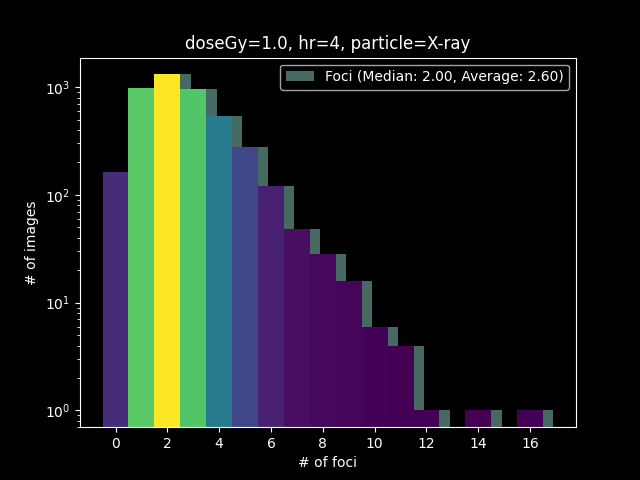 doseGy=1.0, hr=4, particle=X-ray
Foci (Median: 2.00, Average: 2.60)
# of images
10³
10²
10¹
10⁰
0 2 4 6 8 10 12 14 16
# of foci